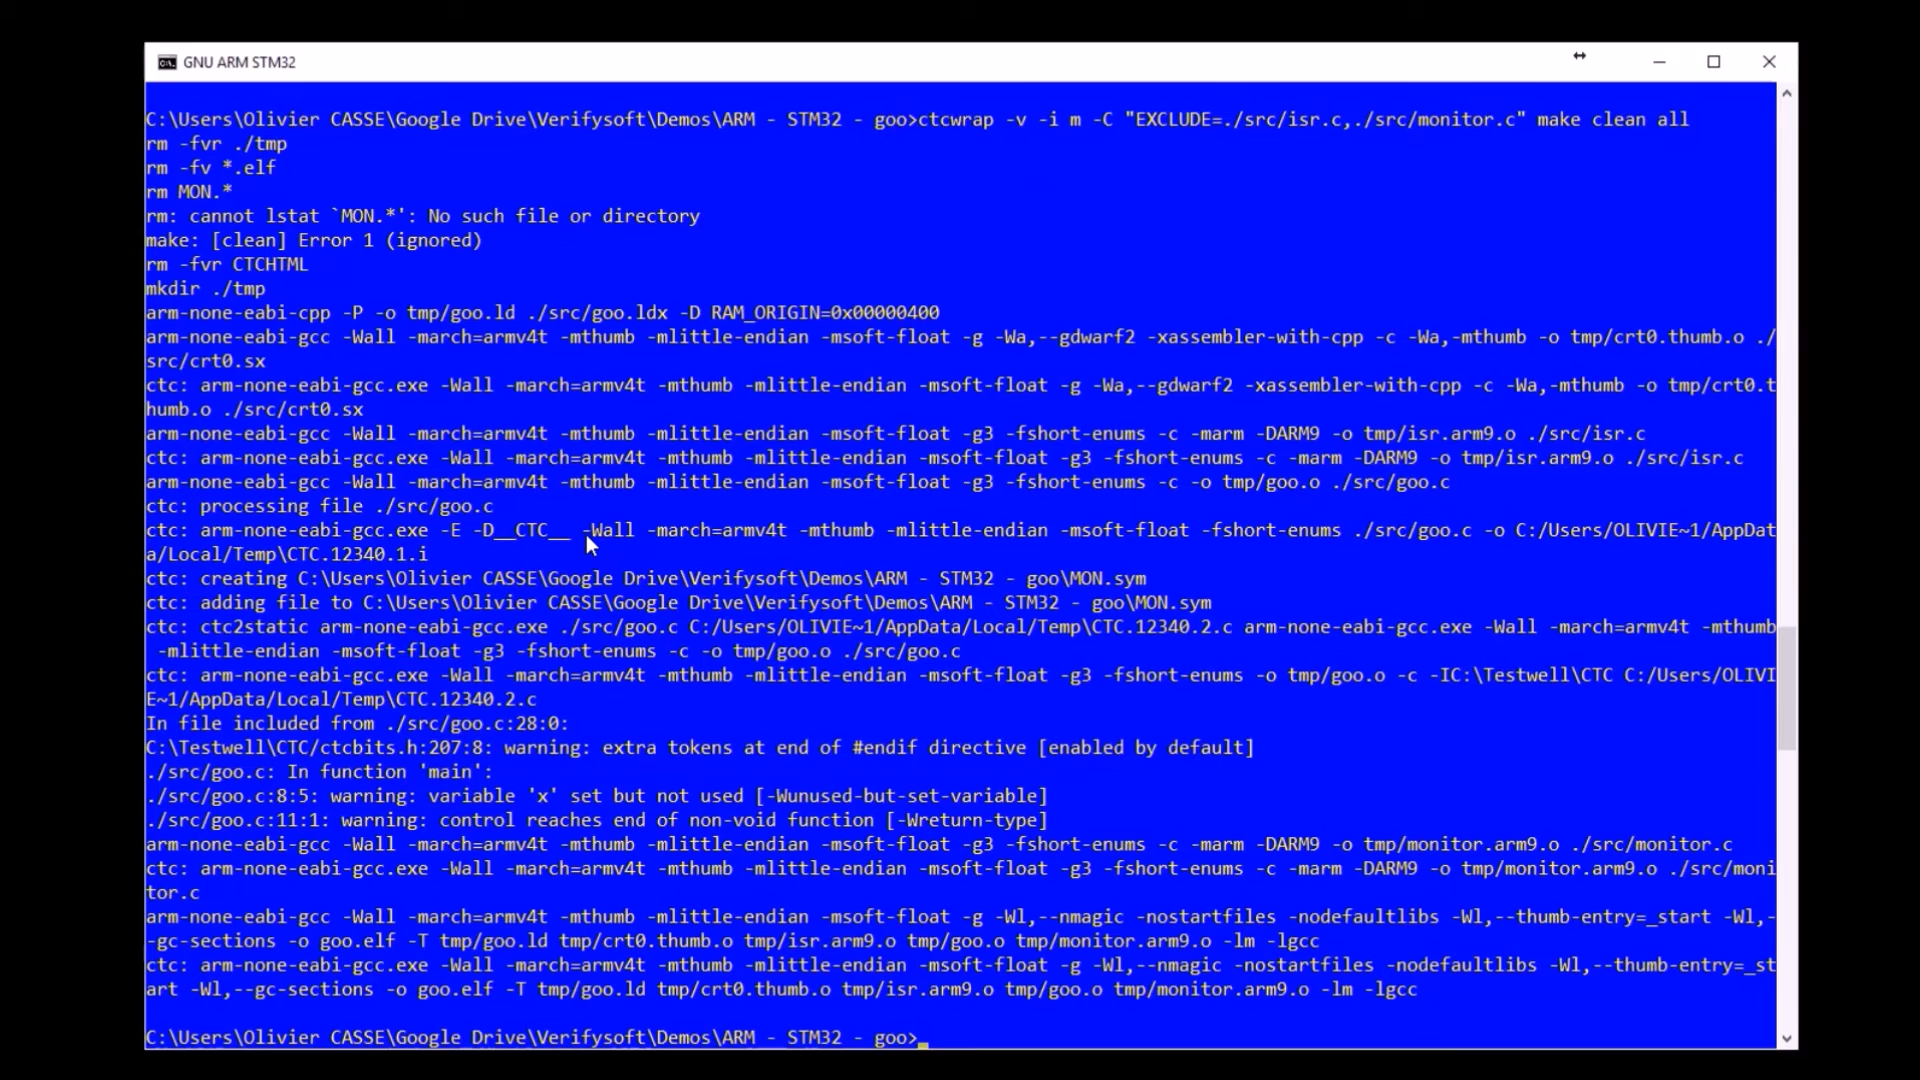 GNU ARM STM32
C:\Users\Olivier CASSE\Google Drive\Verifysoft\Demos\ARM - STM32 - goo>ctcwrap -v -i m -C "EXCLUDE=./src/isr.c,./src/monitor.c" make clean all
rm -fvr ./tmp
rm -fv *.elf
rm MON.*
rm: cannot lstat `MON.*': No such file or directory
make: [clean] Error 1 (ignored)
rm -fvr CTCHTML
mkdir ./tmp
arm-none-eabi-cpp -P -o tmp/goo.ld ./src/goo.ldx -D RAM_ORIGIN=0x00000400
arm-none-eabi-gcc -Wall -march=armv4t -mthumb -mlittle-endian -msoft-float -g -Wa,--gdwarf2 -xassembler-with-cpp -c -Wa,-mthumb -o tmp/crt0.thumb.o ./
src/crt0.sx
ctc: arm-none-eabi-gcc.exe -Wall -march=armv4t -mthumb -mlittle-endian -msoft-float -g -Wa,--gdwarf2 -xassembler-with-cpp -c -Wa,-mthumb -o tmp/crt0.t
humb.o ./src/crt0.sx
arm-none-eabi-gcc -Wall -march=armv4t -mthumb -mlittle-endian -msoft-float -g3 -fshort-enums -c -marm -DARM9 -o tmp/isr.arm9.o ./src/isr.c
ctc: arm-none-eabi-gcc.exe -Wall -march=armv4t -mthumb -mlittle-endian -msoft-float -g3 -fshort-enums -c -marm -DARM9 -o tmp/isr.arm9.o ./src/isr.c
arm-none-eabi-gcc -Wall -march=armv4t -mthumb -mlittle-endian -msoft-float -g3 -fshort-enums -c -o tmp/goo.o ./src/goo.c
ctc: processing file ./src/goo.c
ctc: arm-none-eabi-gcc.exe -E -D__CTC__ -Wall -march=armv4t -mthumb -mlittle-endian -msoft-float -fshort-enums ./src/goo.c -o C:/Users/OLIVIE~1/AppDat
a/Local/Temp\CTC.12340.1.i
ctc: creating C:\Users\Olivier CASSE\Google Drive\Verifysoft\Demos\ARM - STM32 - goo\MON.sym
ctc: adding file to C:\Users\Olivier CASSE\Google Drive\Verifysoft\Demos\ARM - STM32 - goo\MON.sym
ctc: ctc2static arm-none-eabi-gcc.exe ./src/goo.c C:/Users/OLIVIE~1/AppData/Local/Temp\CTC.12340.2.c arm-none-eabi-gcc.exe -Wall -march=armv4t -mthumb
-mlittle-endian -msoft-float -g3 -fshort-enums -c -o tmp/goo.o ./src/goo.c
ctc: arm-none-eabi-gcc.exe -Wall -march=armv4t -mthumb -mlittle-endian -msoft-float -g3 -fshort-enums -o tmp/goo.o -c -IC:\Testwell\CTC C:/Users/OLIVI
E~1/AppData/Local/Temp\CTC.12340.2.c
In file included from ./src/goo.c:28:0:
C:\Testwell\CTC/ctcbits.h:207:8: warning: extra tokens at end of #endif directive [enabled by default]
./src/goo.c: In function 'main':
./src/goo.c:8:5: warning: variable 'x' set but not used [-Wunused-but-set-variable]
./src/goo.c:11:1: warning: control reaches end of non-void function [-Wreturn-type]
arm-none-eabi-gcc -Wall -march=armv4t -mthumb -mlittle-endian -msoft-float -g3 -fshort-enums -c -marm -DARM9 -o tmp/monitor.arm9.o ./src/monitor.c
ctc: arm-none-eabi-gcc.exe -Wall -march=armv4t -mthumb -mlittle-endian -msoft-float -g3 -fshort-enums -c -marm -DARM9 -o tmp/monitor.arm9.o ./src/moni
tor.c
arm-none-eabi-gcc -Wall -march=armv4t -mthumb -mlittle-endian -msoft-float -g -Wl,--nmagic -nostartfiles -nodefaultlibs -Wl,--thumb-entry=_start -Wl,-
-gc-sections -o goo.elf -T tmp/goo.ld tmp/crt0.thumb.o tmp/isr.arm9.o tmp/goo.o tmp/monitor.arm9.o -lm -lgcc
ctc: arm-none-eabi-gcc.exe -Wall -march=armv4t -mthumb -mlittle-endian -msoft-float -g -Wl,--nmagic -nostartfiles -nodefaultlibs -Wl,--thumb-entry=_st
art -Wl,--gc-sections -o goo.elf -T tmp/goo.ld tmp/crt0.thumb.o tmp/isr.arm9.o tmp/goo.o tmp/monitor.arm9.o -lm -lgcc
C:\Users\Olivier CASSE\Google Drive\Verifysoft\Demos\ARM - STM32 - goo>